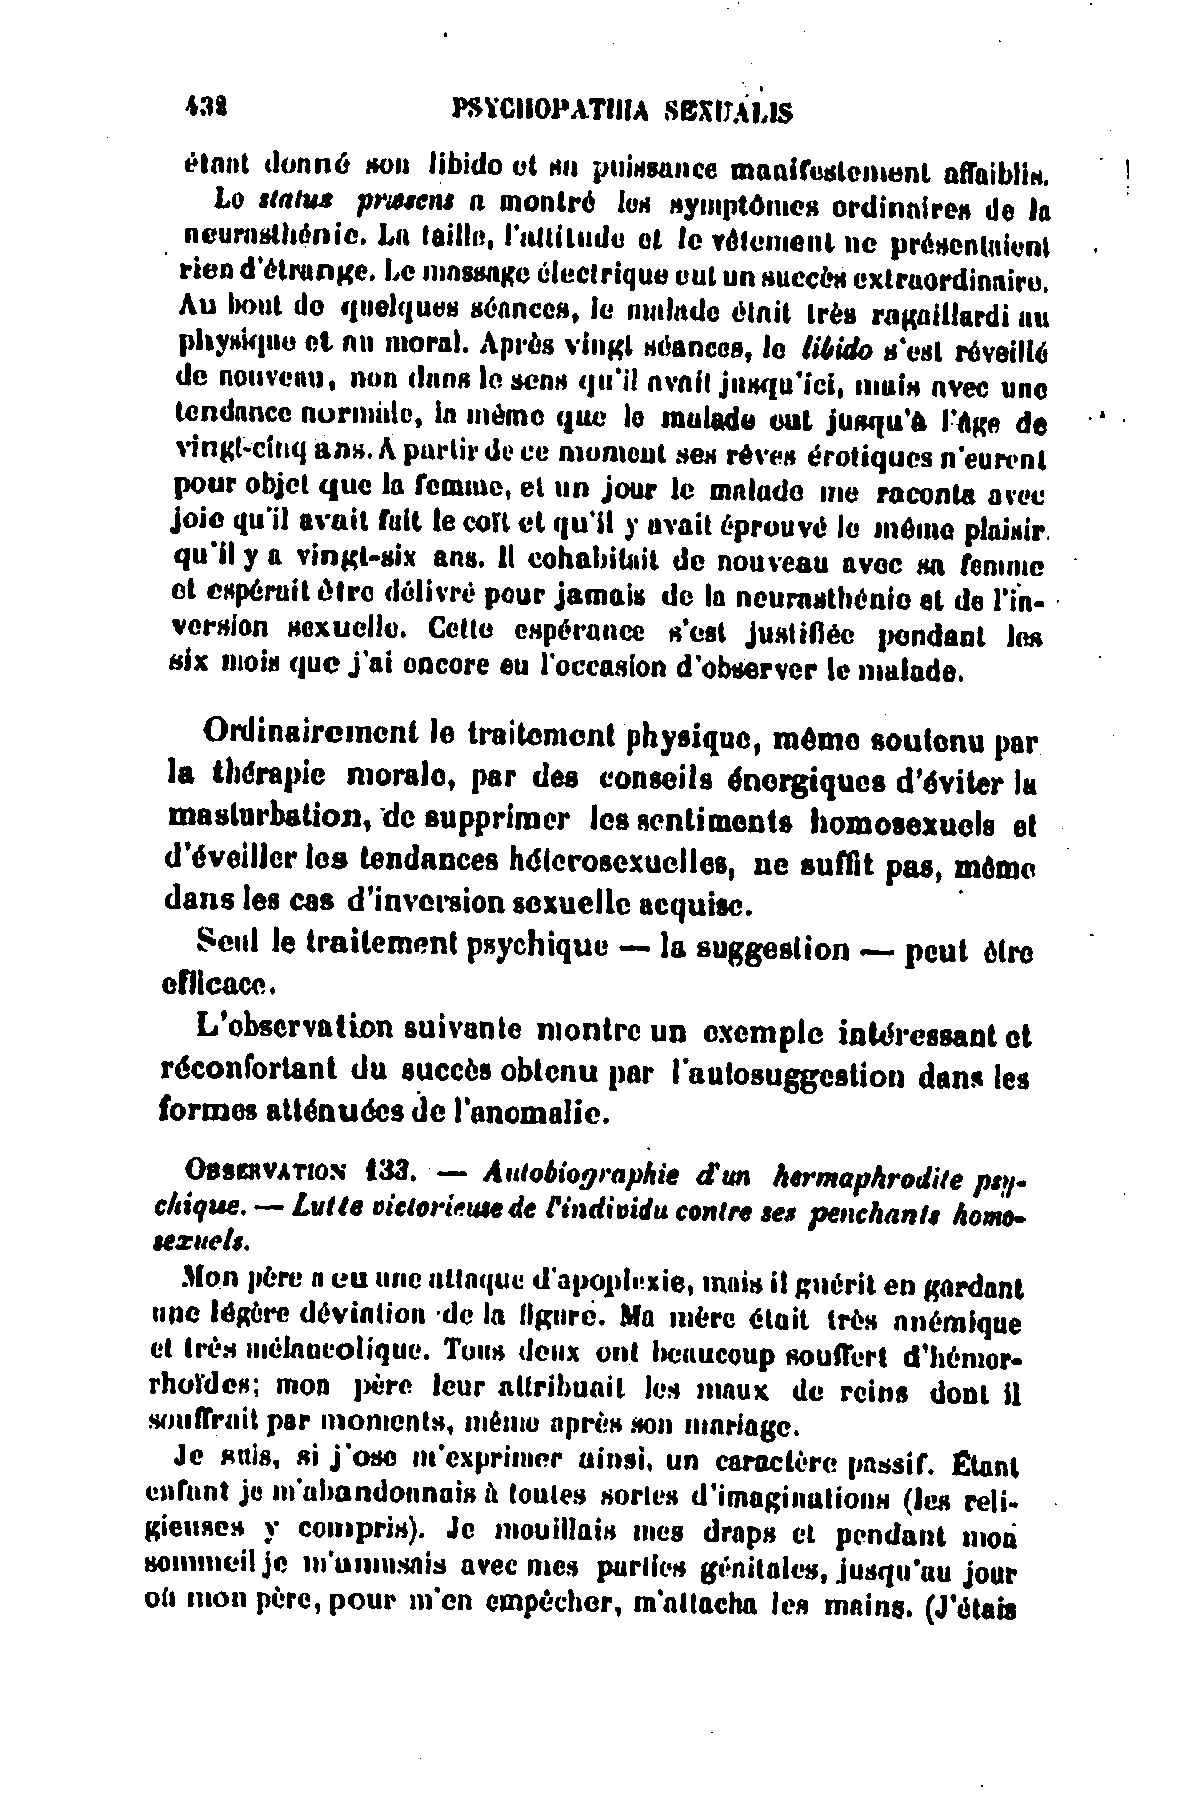 432 PSYCHOPATHIA SEXUALIS
étant donné son libido et sa puissance manifestement affaiblis.
Le status præsens a montré les symptômes ordinaires de la
neurasthénie. La taille, l'attitude et le vêtement ne présentaient
rien d'étrange. Le massage électrique eut un succès extraordinaire.
Au bout de quelques séances, le malade était très ragaillardi au
physique et au moral. Après vingt séances, le libido s'est réveillé
de nouveau, non dans le sens qu'il avait jusqu'ici, mais avec une
tendance normale, la même que le malade eut jusqu'à l'âge de
vingt-cinq ans. A partir de ce moment ses rêves érotiques n'eurent
pour objet que la femme, et un jour le malade me raconta avec
joie qu'il avait fait le coït et qu'il y avait éprouvé le même plaisir
qu'il y a vingt-six ans. Il cohabitait de nouveau avec sa femme
et espérait être délivré pour jamais de la neurasthénie et de l'in-
version sexuelle. Cette espérance s'est justifiée pendant les
six mois que j'ai encore eu l'occasion d'observer le malade.
Ordinairement le traitement physique, même soutenu par
la thérapie morale, par des conseils énergiques d'éviter la
masturbation, de supprimer les sentiments homosexuels et
d'éveiller les tendances hétérosexuelles, ne suffit pas, même
dans les cas d'inversion sexuelle acquise.
Seul le traitement psychique — la suggestion — peut être
efficace.
L'observation suivante montre un exemple intéressant et
réconfortant du succès obtenu par l'autosuggestion dans les
formes atténuées de l'anomalie.
OBSERVATION 133. — Autobiographie d'un hermaphrodite psy-
chique. — Lutte victorieuse de l'individu contre ses penchants homo-
sexuels.
Mon père a eu une attaque d'apoplexie, mais il guérit en gardant
une légère déviation de la figure. Ma mère était très anémique
et très mélancolique. Tous deux ont beaucoup souffert d'hémor-
rhoïdes; mon père leur attribuait les maux de reins dont il
souffrait par moments, même après son mariage.
Je suis, si j'ose m'exprimer ainsi, un caractère passif. Étant
enfant je m'abandonnais à toutes sortes d'imaginations (les reli-
gieuses y compris). Je mouillais mes draps et pendant mon
sommeil je m'amusais avec mes parties génitales, jusqu'au jour
où mon père, pour m'en empêcher, m'attacha les mains. (J'étais